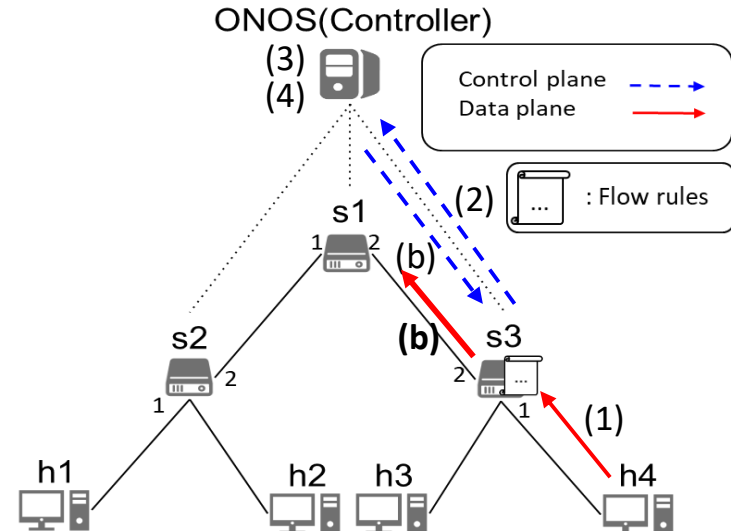 ONOS(Controller)
(3)
(4)
Control plane
Data plane
(2)
...
: Flow rules
s1
1
2
(b)
(b)
s2
s3
...
2
2
1
1
(1)
h1
h2
h3
h4